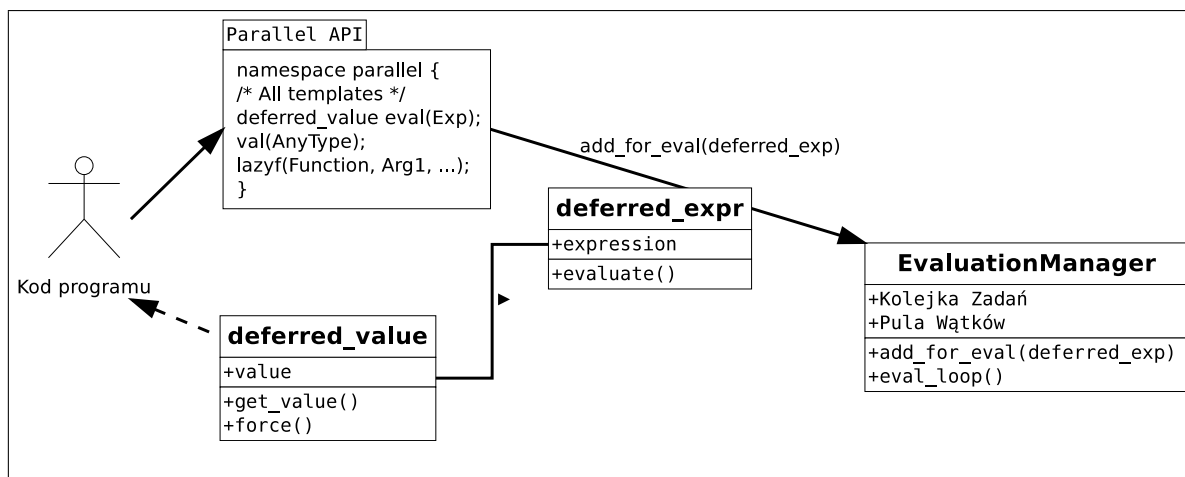 Parallel API
namespace parallel {
/* All templates */
deferred_value eval(Exp);
val(AnyType);
lazyf(Function, Arg1, ...);
}
add_for_eval(deferred_exp)
Kod programu
deferred_expr
+expression
+evaluate()
EvaluationManager
+Kolejka Zadań
+Pula Wątków
+add_for_eval(deferred_exp)
+eval_loop()
deferred_value
+value
+get_value()
+force()